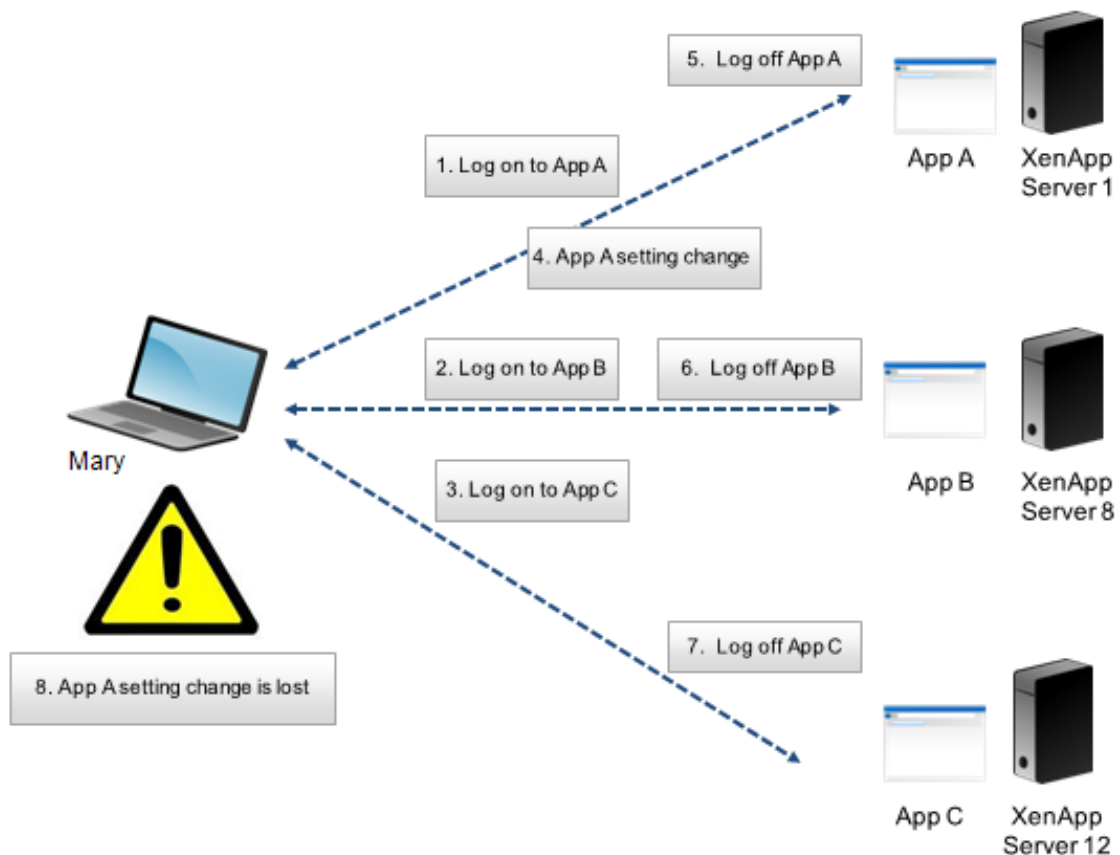 5. Log off App A
App A
XenApp
Server 1
1. Log on to App A
4. App A setting change
2. Log on to App B
6. Log off App B
Mary
App B
XenApp
Server 8
3. Log on to App C
7. Log off App C
8. App A setting change is lost
App C
XenApp
Server 12